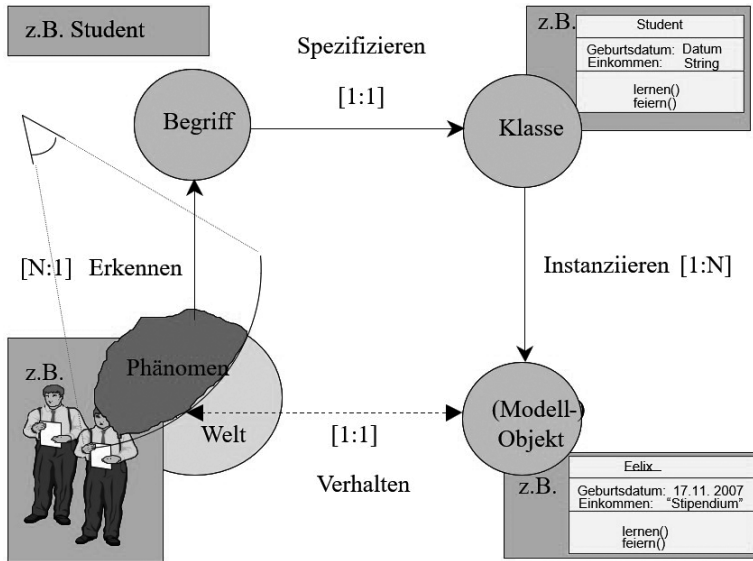 z.B. Student
Spezifizieren
[1:1]
Begriff
Klasse
z.B.
Student
Geburtsdatum: Datum
Einkommen: String
lernen()
feiern()
[N:1] Erkennen
Instanziieren [1:N]
z.B.
Phänomen
Welt
[1:1]
Verhalten
(Modell-)
Objekt
z.B.
Felix
Geburtsdatum: 17.11. 2007
Einkommen: "Stipendium"
lernen()
feiern()